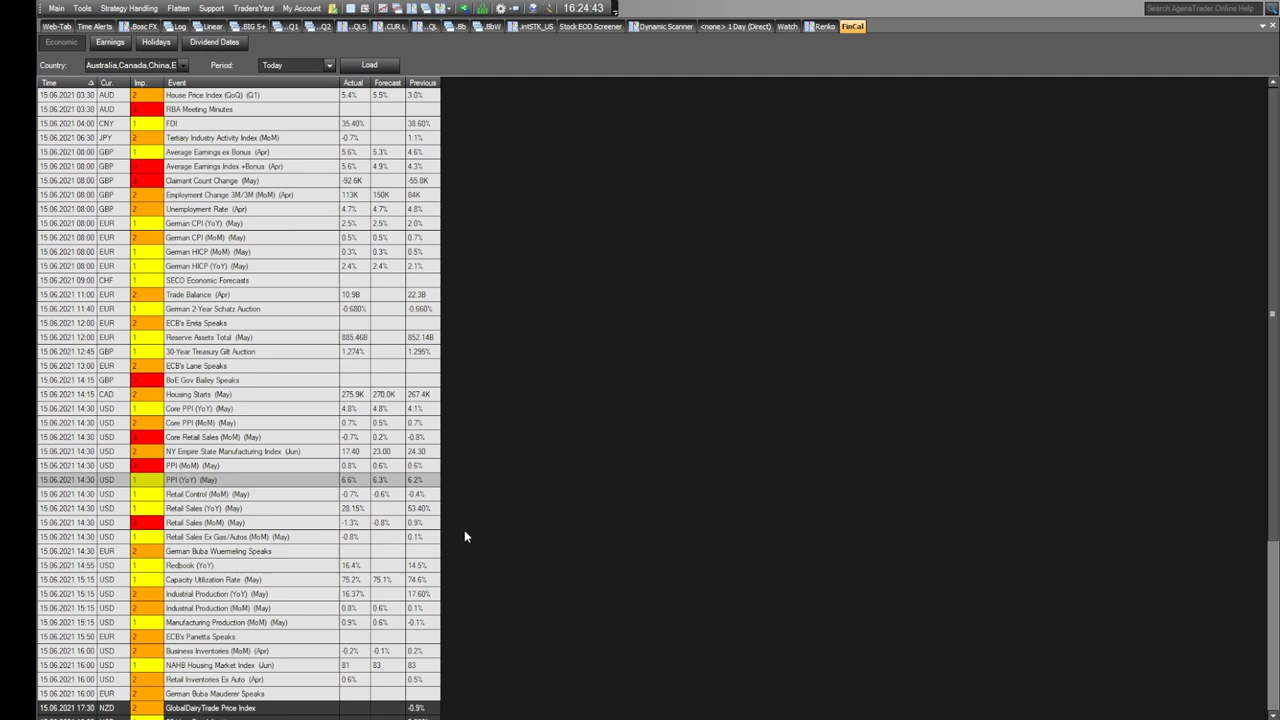 Main Tools Strategy Handling Flatten Support TradersYard My Account 16:24:43 Search AgenaTrader Online Help
Web-Tab Time Alerts .Bosc FX Log Linear .BIG 5+ ..Q1 ..Q2 ..QLS ..CUR L ..QL .Bb .BbW .IntSTK_US Stock EOD Screener Dynamic Scanner <none> 1 Day (Direct) Watch Renko FinCal
Economic Earnings Holidays Dividend Dates
Country: Australia,Canada,China,E Period: Today Load
Time Cur. Imp. Event Actual Forecast Previous
15.06.2021 03:30 AUD 2 House Price Index (QoQ) (Q1) 5.4% 5.5% 3.0%
15.06.2021 03:30 AUD RBA Meeting Minutes
15.06.2021 04:00 CNY 1 FDI 35.40% 38.60%
15.06.2021 06:30 JPY 2 Tertiary Industry Activity Index (MoM) -0.7% 1.1%
15.06.2021 08:00 GBP 1 Average Earnings ex Bonus (Apr) 5.6% 5.3% 4.6%
15.06.2021 08:00 GBP Average Earnings Index +Bonus (Apr) 5.6% 4.9% 4.3%
15.06.2021 08:00 GBP Claimant Count Change (May) -92.6K -55.8K
15.06.2021 08:00 GBP 2 Employment Change 3M/3M (MoM) (Apr) 113K 150K 84K
15.06.2021 08:00 GBP 2 Unemployment Rate (Apr) 4.7% 4.7% 4.8%
15.06.2021 08:00 EUR 1 German CPI (YoY) (May) 2.5% 2.5% 2.0%
15.06.2021 08:00 EUR 2 German CPI (MoM) (May) 0.5% 0.5% 0.7%
15.06.2021 08:00 EUR 1 German HICP (MoM) (May) 0.3% 0.3% 0.5%
15.06.2021 08:00 EUR 1 German HICP (YoY) (May) 2.4% 2.4% 2.1%
15.06.2021 09:00 CHF 1 SECO Economic Forecasts
15.06.2021 11:00 EUR 2 Trade Balance (Apr) 10.9B 22.3B
15.06.2021 11:40 EUR 1 German 2-Year Schatz Auction -0.680% -0.660%
15.06.2021 12:00 EUR 2 ECB's Enria Speaks
15.06.2021 12:00 EUR 1 Reserve Assets Total (May) 885.46B 852.14B
15.06.2021 12:45 GBP 1 30-Year Treasury Gilt Auction 1.274% 1.295%
15.06.2021 13:00 EUR 2 ECB's Lane Speaks
15.06.2021 14:15 GBP BoE Gov Bailey Speaks
15.06.2021 14:15 CAD 2 Housing Starts (May) 275.9K 270.0K 267.4K
15.06.2021 14:30 USD 1 Core PPI (YoY) (May) 4.8% 4.8% 4.1%
15.06.2021 14:30 USD 2 Core PPI (MoM) (May) 0.7% 0.5% 0.7%
15.06.2021 14:30 USD Core Retail Sales (MoM) (May) -0.7% 0.2% -0.8%
15.06.2021 14:30 USD 2 NY Empire State Manufacturing Index (Jun) 17.40 23.00 24.30
15.06.2021 14:30 USD PPI (MoM) (May) 0.8% 0.6% 0.6%
15.06.2021 14:30 USD 1 PPI (YoY) (May) 6.6% 6.3% 6.2%
15.06.2021 14:30 USD 1 Retail Control (MoM) (May) -0.7% -0.6% -0.4%
15.06.2021 14:30 USD 1 Retail Sales (YoY) (May) 28.15% 53.40%
15.06.2021 14:30 USD Retail Sales (MoM) (May) -1.3% -0.8% 0.9%
15.06.2021 14:30 USD 1 Retail Sales Ex Gas/Autos (MoM) (May) -0.8% 0.1%
15.06.2021 14:30 EUR 2 German Buba Wuermeling Speaks
15.06.2021 14:55 USD 1 Redbook (YoY) 16.4% 14.5%
15.06.2021 15:15 USD 1 Capacity Utilization Rate (May) 75.2% 75.1% 74.6%
15.06.2021 15:15 USD 2 Industrial Production (YoY) (May) 16.37% 17.60%
15.06.2021 15:15 USD 2 Industrial Production (MoM) (May) 0.8% 0.6% 0.1%
15.06.2021 15:15 USD 1 Manufacturing Production (MoM) (May) 0.9% 0.6% -0.1%
15.06.2021 15:50 EUR 2 ECB's Panetta Speaks
15.06.2021 16:00 USD 2 Business Inventories (MoM) (Apr) -0.2% -0.1% 0.2%
15.06.2021 16:00 USD 1 NAHB Housing Market Index (Jun) 81 83 83
15.06.2021 16:00 USD 2 Retail Inventories Ex Auto (Apr) 0.6% 0.5%
15.06.2021 16:00 EUR 2 German Buba Mauderer Speaks
15.06.2021 17:30 NZD 2 GlobalDairyTrade Price Index -0.9%